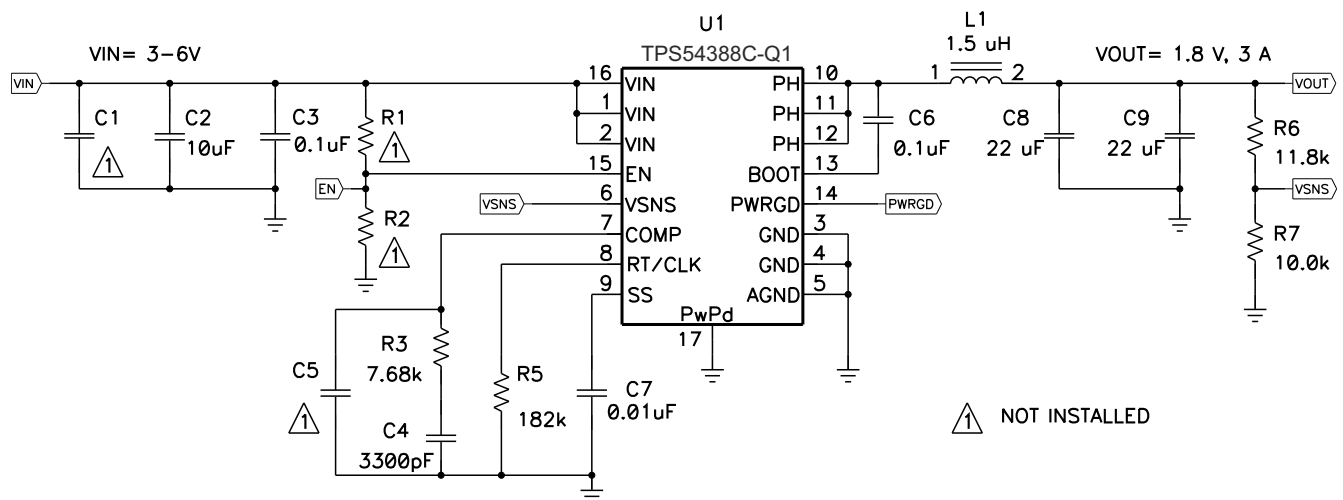 U1
TPS54388C-Q1
L1
1.5 uH
VIN= 3-6V
VOUT= 1.8 V, 3 A
VIN
16 VIN PH 10
1 2
VOUT
C1
1
C2
10uF
C3
0.1uF
R1
1
1 VIN PH 11
2 VIN PH 12
C6
0.1uF
C8
22 uF
C9
22 uF
R6
11.8k
15 EN BOOT 13
EN
VSNS
6 VSNS PWRGD 14
PWRGD
VSNS
R2
1
7 COMP GND 3
R7
10.0k
8 RT/CLK GND 4
9 SS AGND 5
PwPd
17
R3
7.68k
C5
1
R5
182k
C7
0.01uF
C4
3300pF
1 NOT INSTALLED